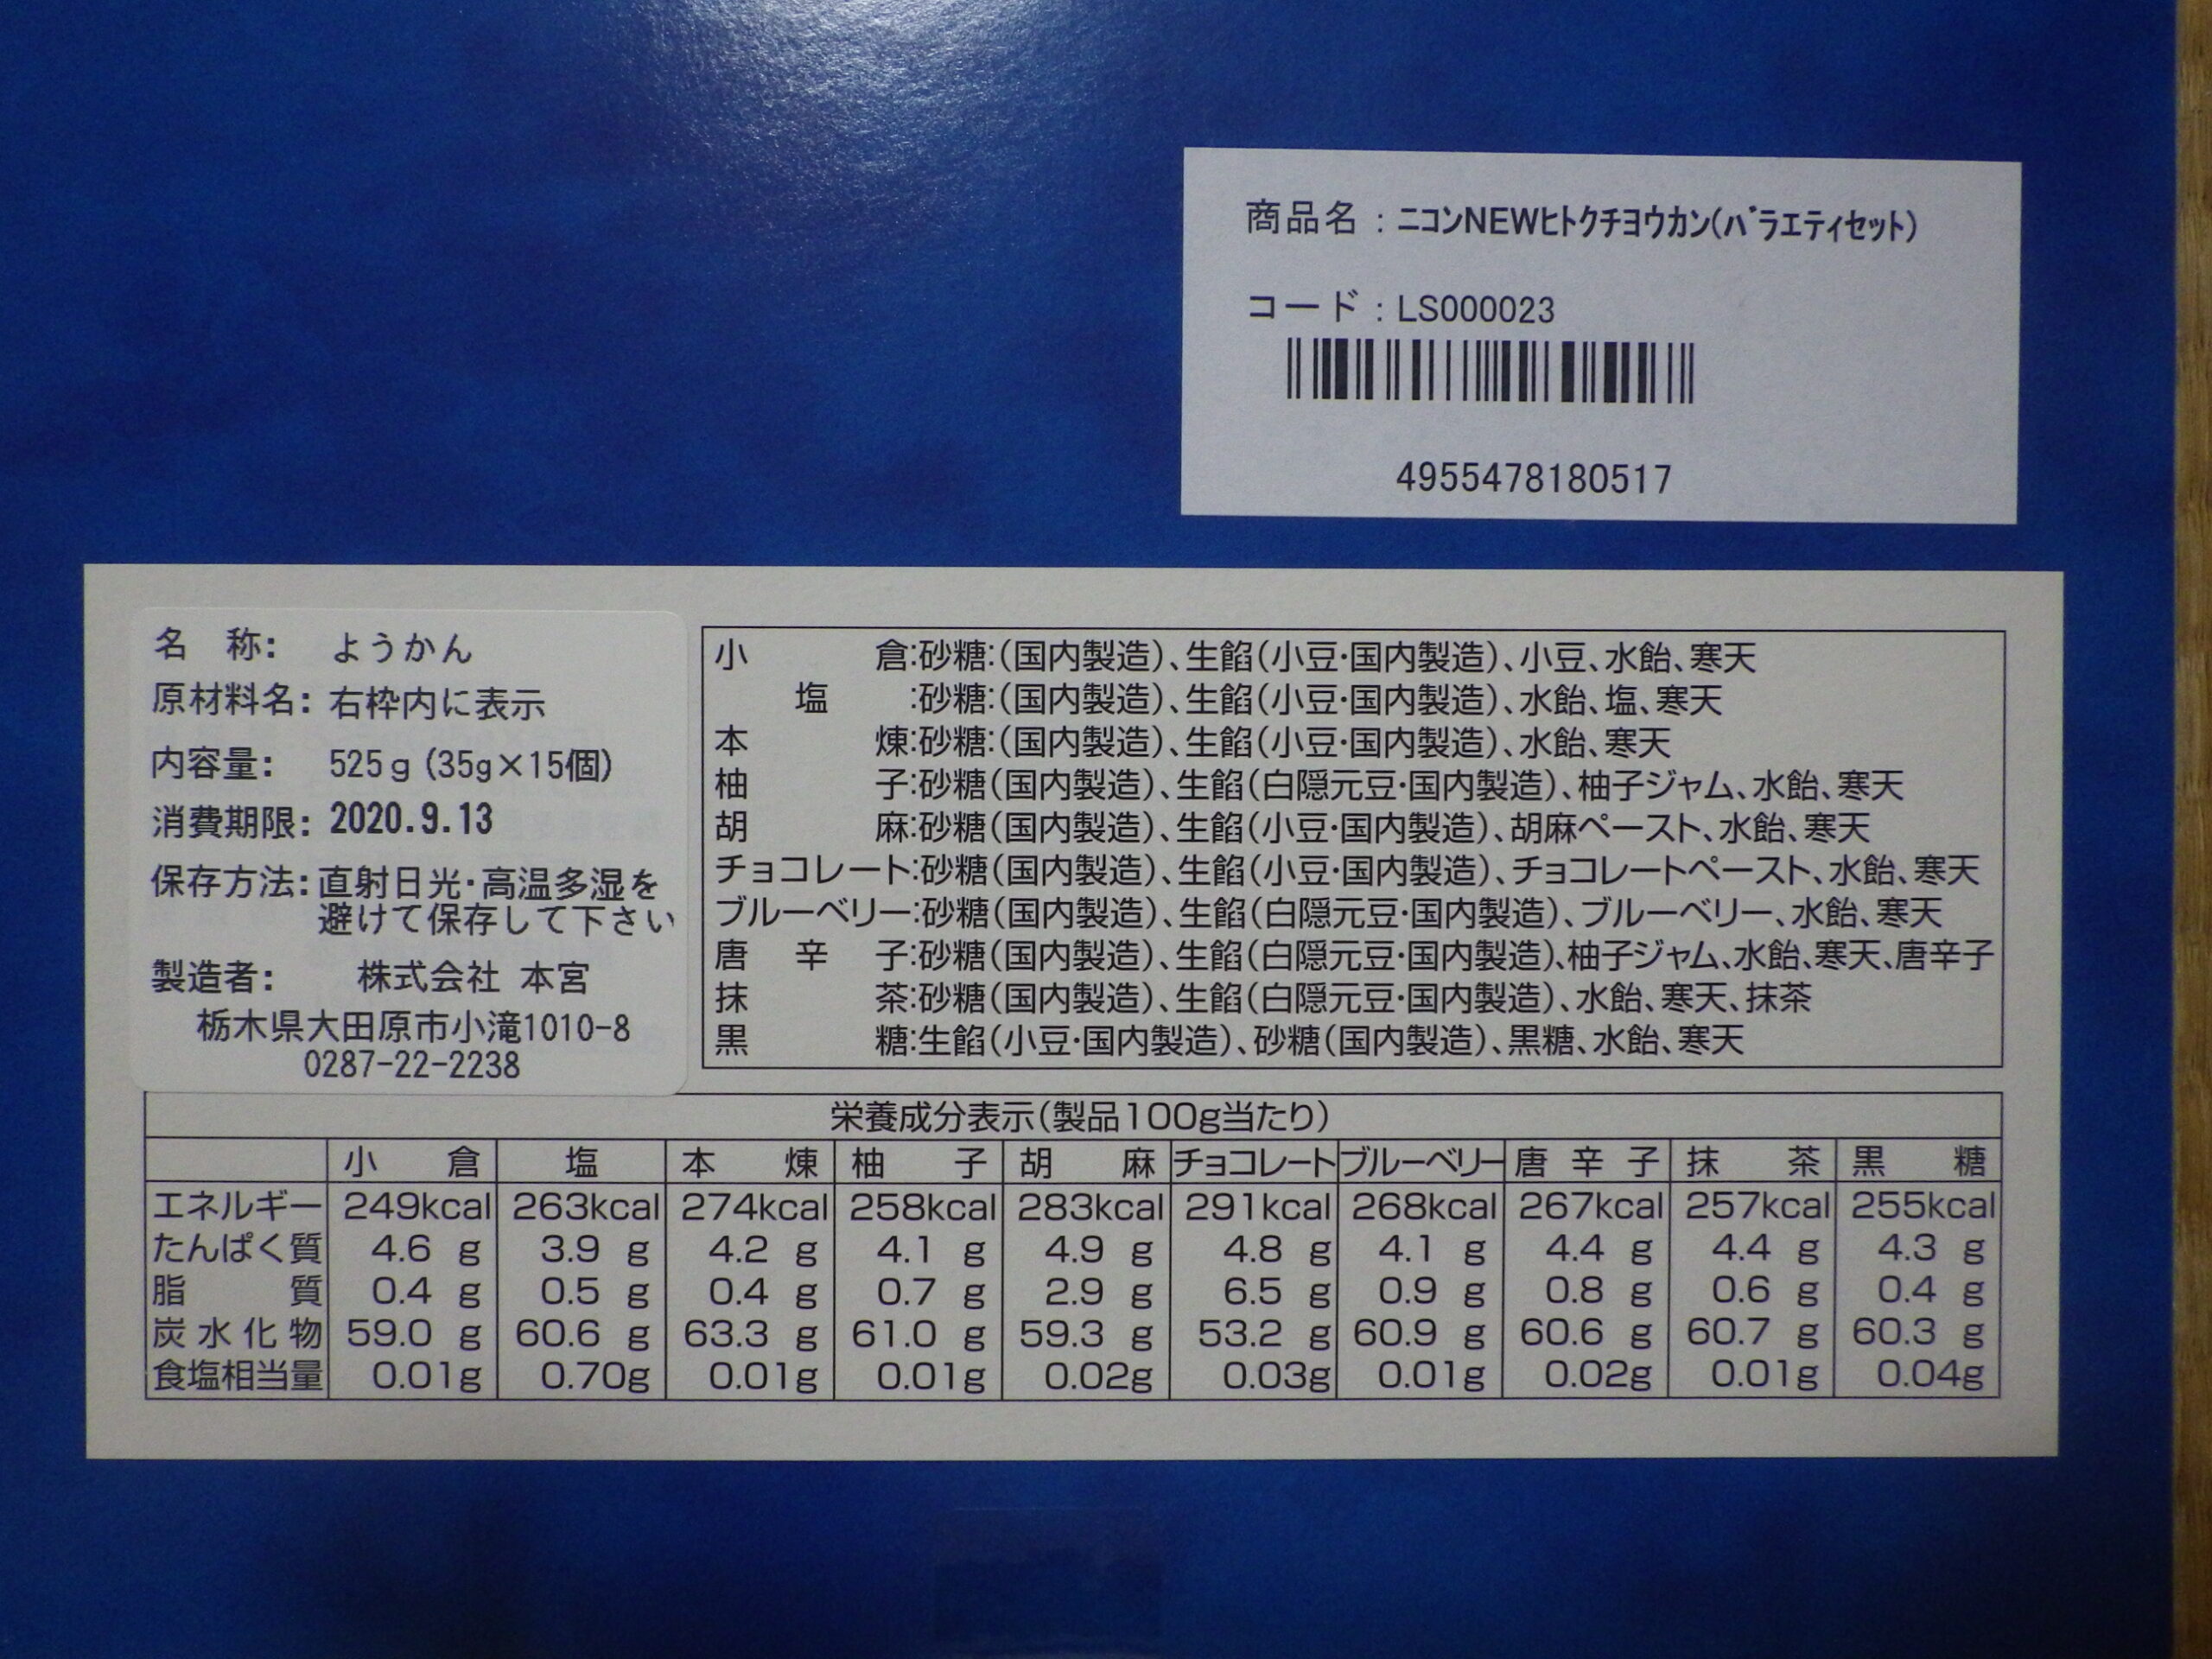 商品名：ニコンNEWヒトクチヨウカン(バラエティセット)
コード：LS000023
4955478180517
名 称: ようかん
原材料名: 右枠内に表示
内容量: 525g (35g×15個)
消費期限: 2020.9.13
保存方法: 直射日光・高温多湿を
避けて保存して下さい
製造者: 株式会社 本宮
栃木県大田原市小滝1010-8
0287-22-2238
小倉:砂糖:(国内製造)、生餡(小豆・国内製造)、小豆、水飴、寒天
塩:砂糖:(国内製造)、生餡(小豆・国内製造)、水飴、塩、寒天
本煉:砂糖:(国内製造)、生餡(小豆・国内製造)、水飴、寒天
柚子:砂糖(国内製造)、生餡(白隠元豆・国内製造)、柚子ジャム、水飴、寒天
胡麻:砂糖(国内製造)、生餡(小豆・国内製造)、胡麻ペースト、水飴、寒天
チョコレート:砂糖(国内製造)、生餡(小豆・国内製造)、チョコレートペースト、水飴、寒天
ブルーベリー:砂糖(国内製造)、生餡(白隠元豆・国内製造)、ブルーベリー、水飴、寒天
唐辛子:砂糖(国内製造)、生餡(白隠元豆・国内製造)、柚子ジャム、水飴、寒天、唐辛子
抹茶:砂糖(国内製造)、生餡(白隠元豆・国内製造)、水飴、寒天、抹茶
黒糖:生餡(小豆・国内製造)、砂糖(国内製造)、黒糖、水飴、寒天
栄養成分表示(製品100g当たり)
小倉 塩 本煉 柚子 胡麻 チョコレート ブルーベリー 唐辛子 抹茶 黒糖
エネルギー 249kcal 263kcal 274kcal 258kcal 283kcal 291kcal 268kcal 267kcal 257kcal 255kcal
たんぱく質 4.6 g 3.9 g 4.2 g 4.1 g 4.9 g 4.8 g 4.1 g 4.4 g 4.4 g 4.3 g
脂質 0.4 g 0.5 g 0.4 g 0.7 g 2.9 g 6.5 g 0.9 g 0.8 g 0.6 g 0.4 g
炭水化物 59.0 g 60.6 g 63.3 g 61.0 g 59.3 g 53.2 g 60.9 g 60.6 g 60.7 g 60.3 g
食塩相当量 0.01g 0.70g 0.01g 0.01g 0.02g 0.03g 0.01g 0.02g 0.01g 0.04g